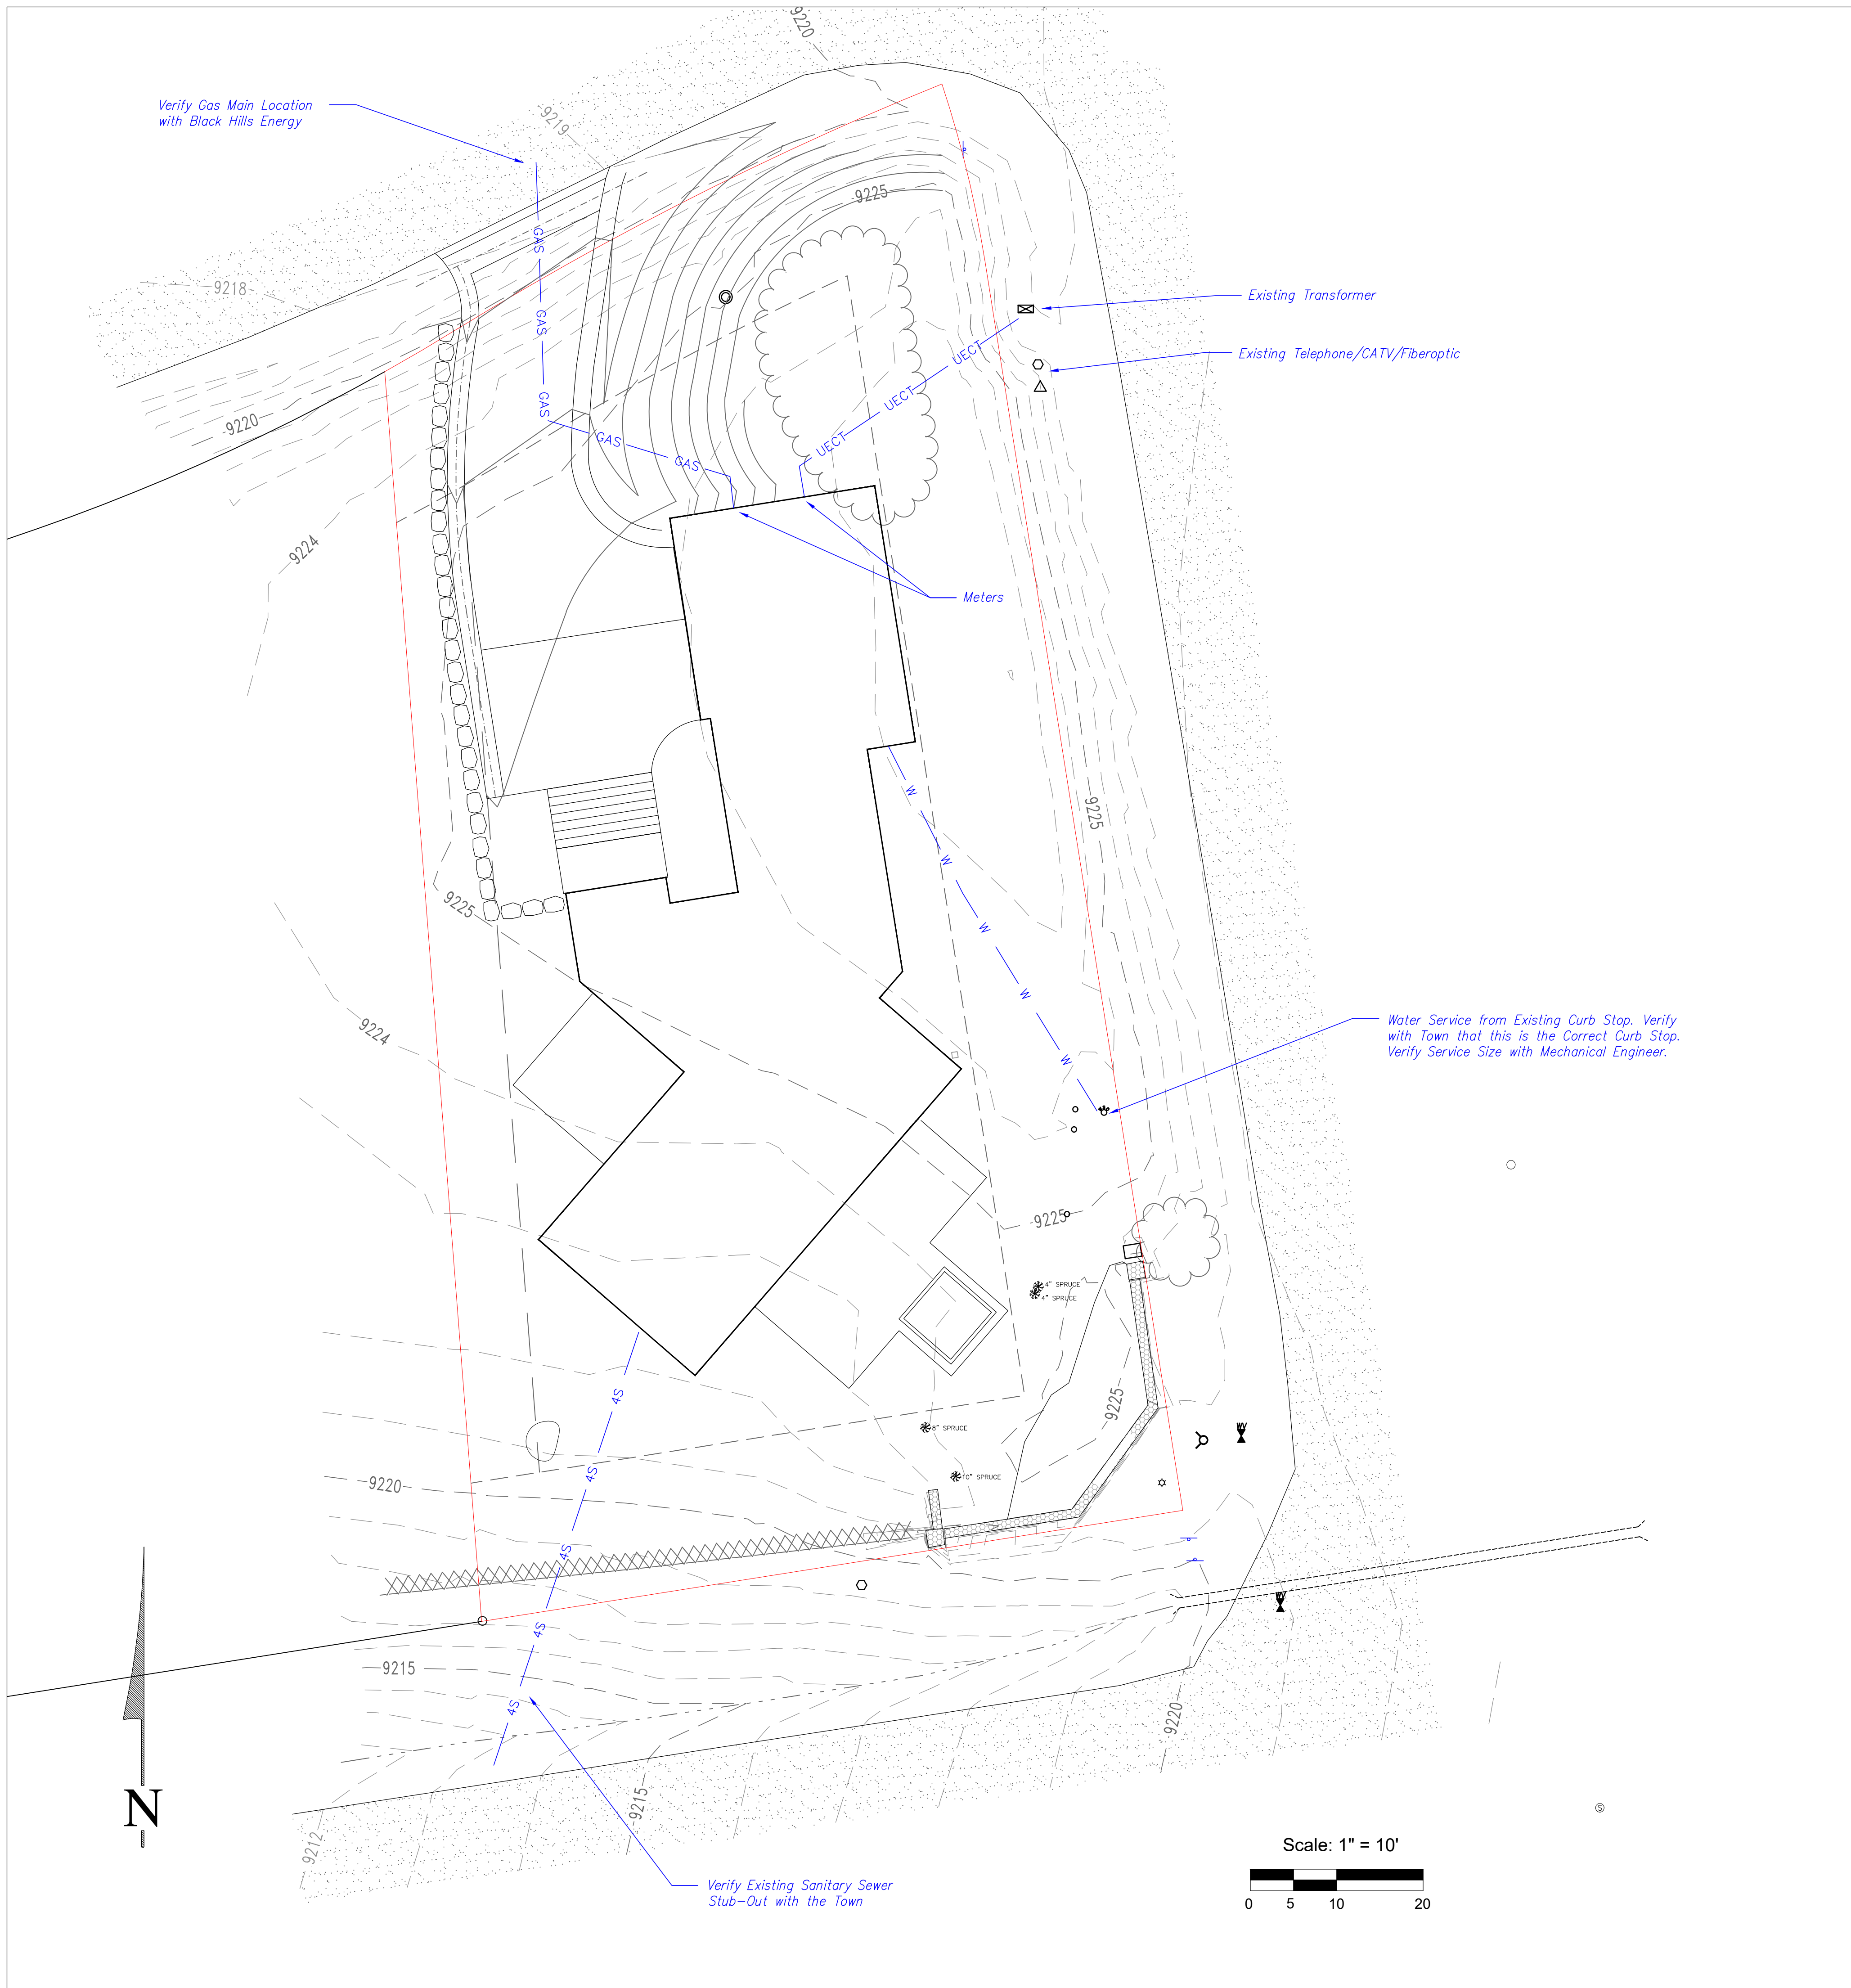 9220
Verify Gas Main Location
with Black Hills Energy
9219
GAS
9225
9218
Existing Transformer
GAS
UECT
Existing Telephone/CATV/Fiberoptic
GAS
UECT
9220
GAS
UECT
GAS
9224
Meters
W
9225
W
9225
W
W
9224
Water Service from Existing Curb Stop. Verify
with Town that this is the Correct Curb Stop.
Verify Service Size with Mechanical Engineer.
W
9225
4" SPRUCE
4" SPRUCE
4S
9225
8" SPRUCE
WV
4S
10" SPRUCE
9220
4S
WV
4S
9215
4S
9220
N
9215
S
9212
Scale: 1" = 10'
0 5 10 20
Verify Existing Sanitary Sewer
Stub-Out with the Town